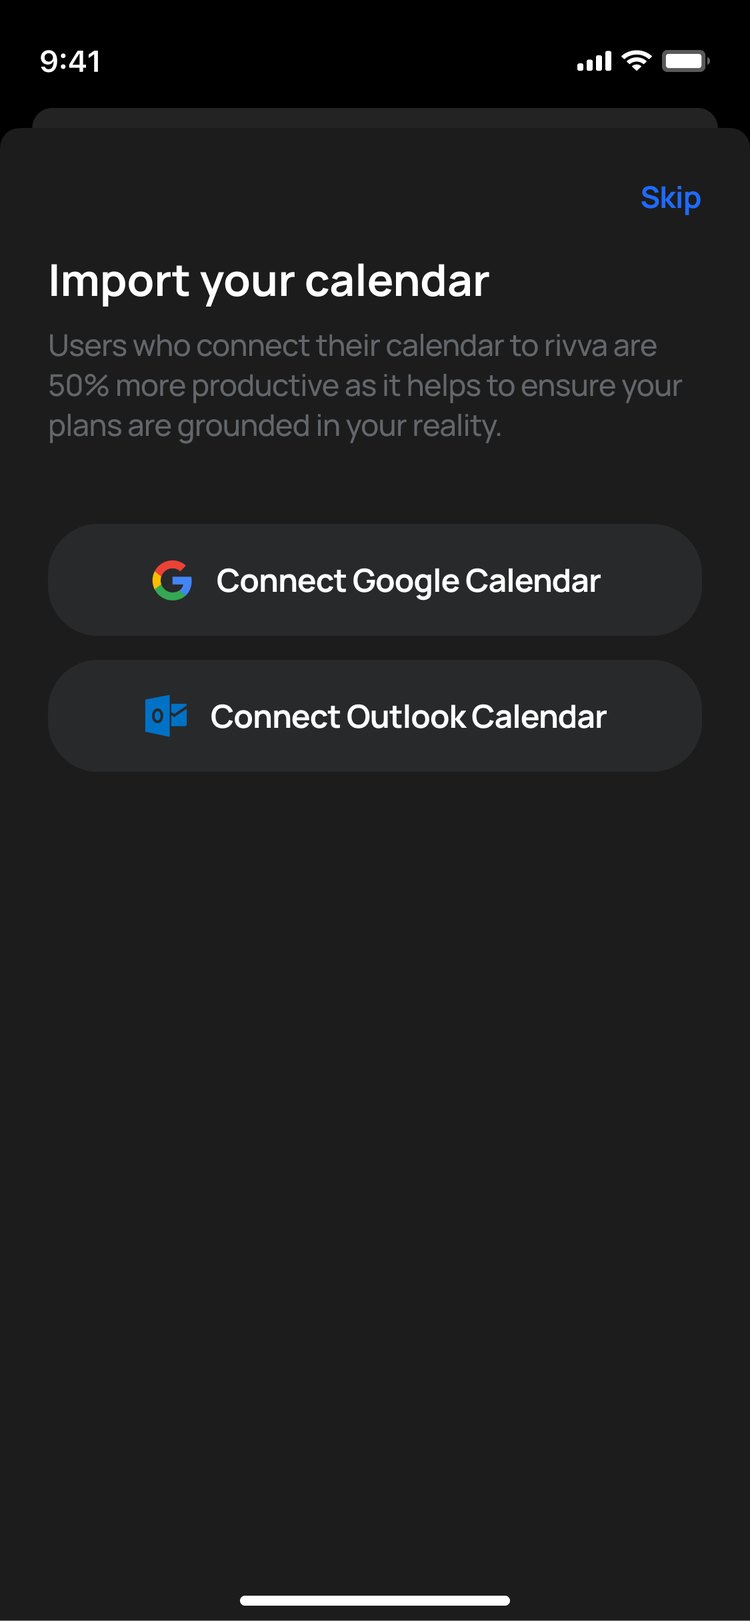 9:41
Skip
Import your calendar
Users who connect their calendar to rivva are
50% more productive as it helps to ensure your
plans are grounded in your reality.
Connect Google Calendar
Connect Outlook Calendar